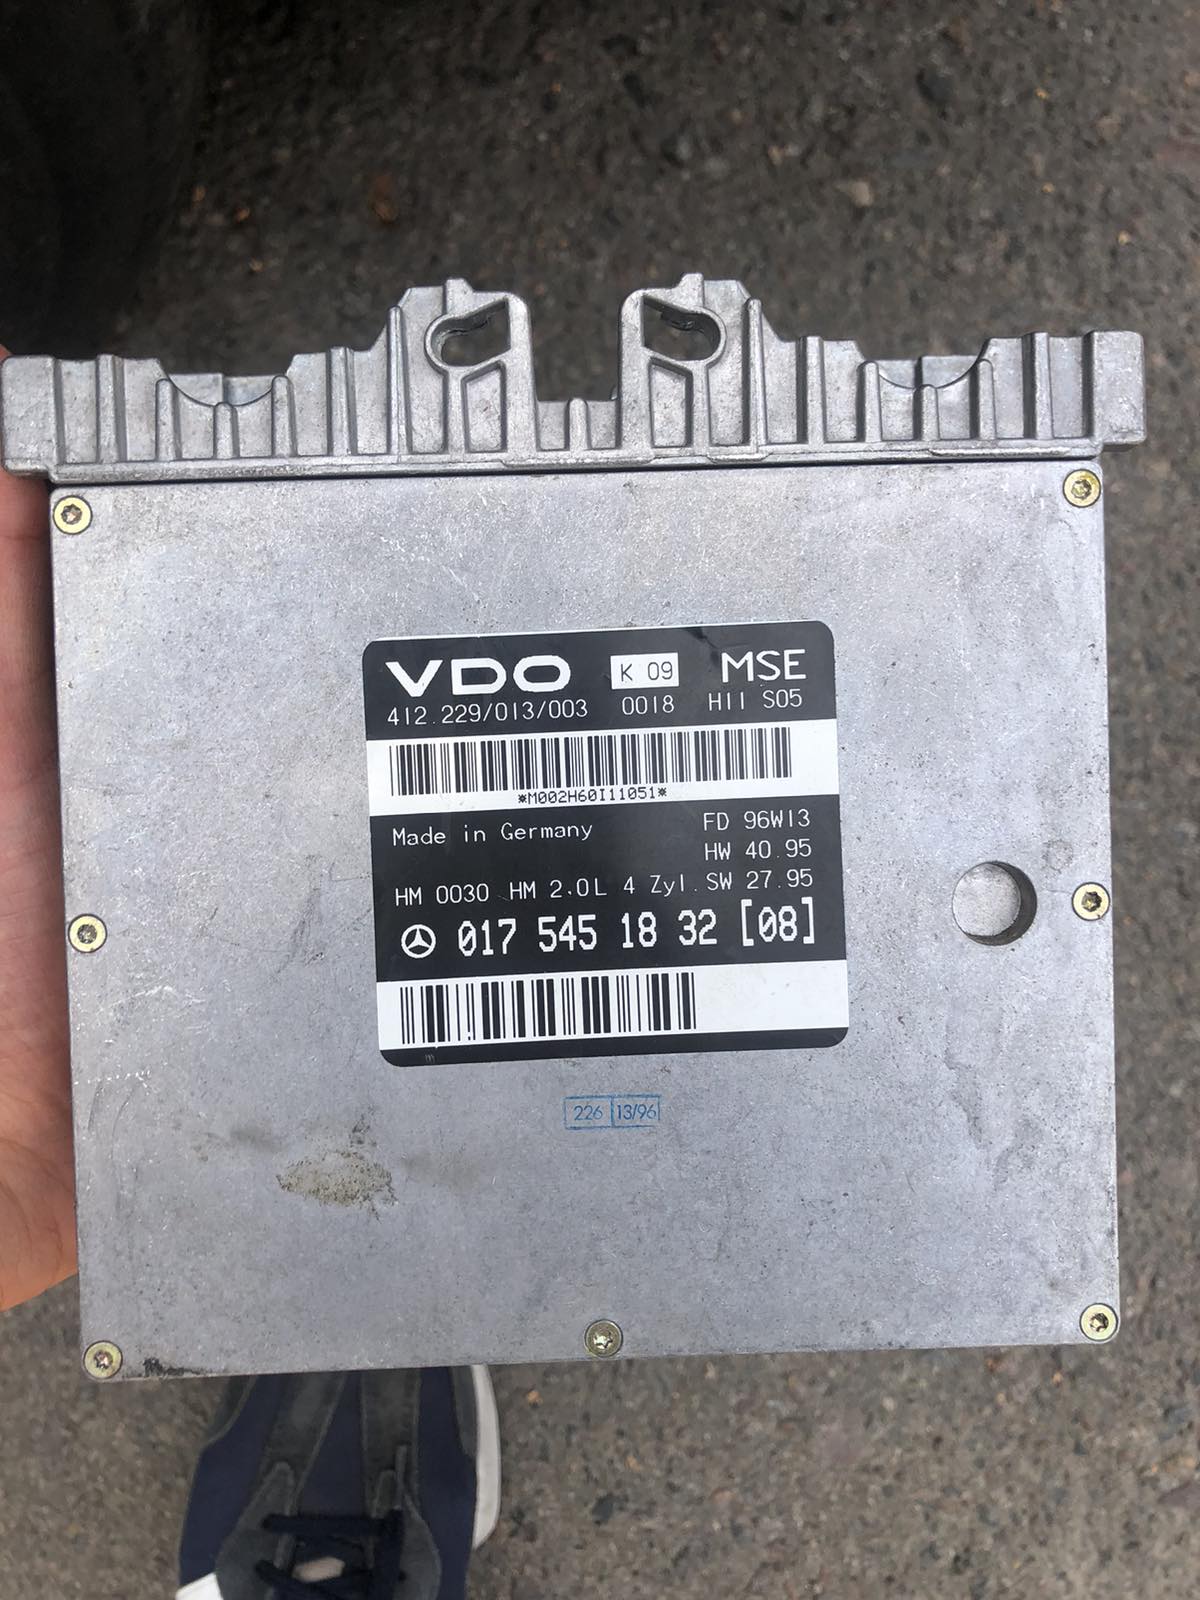 VDO K 09 MSE
412.229/013/003 0018 H11 S05
*M002H60I11051*
Made in Germany FD 96W13
HW 40.95
HM 0030 HM 2,0L 4 Zyl. SW 27.95
017 545 18 32 [08]
m
226 13/96